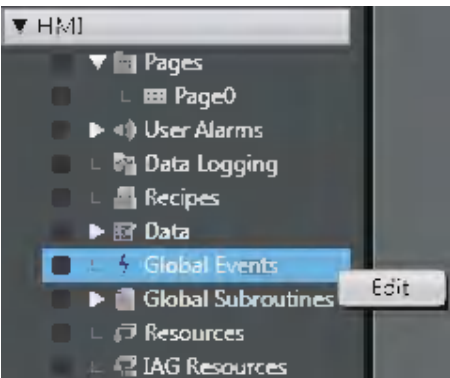 HMI
Pages
Page0
User Alarms
Data Logging
Recipes
Data
Global Events
Edit
Global Subroutines
Resources
IAG Resources